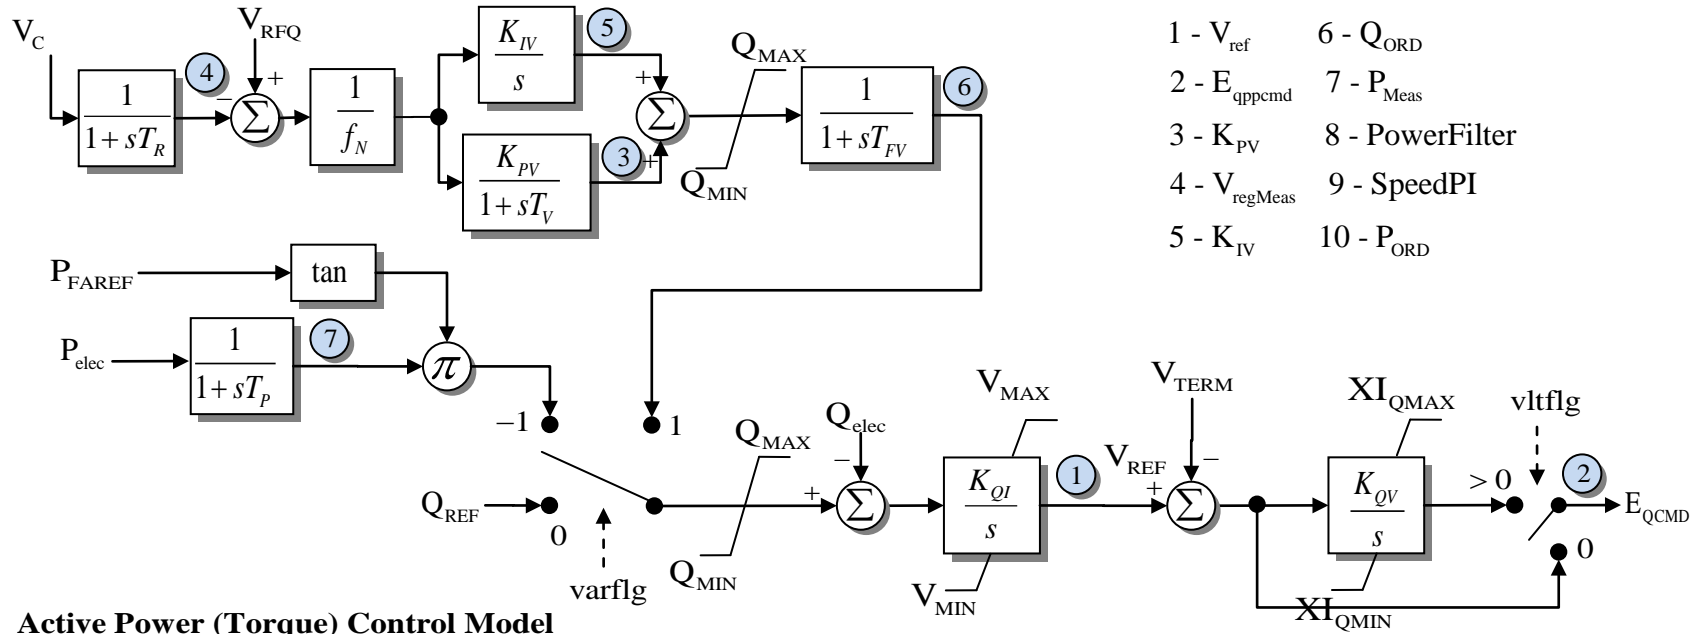 V_C
V_RFQ
4
+
−
1
1 + sT_R
Σ
1
f_N
K_IV
s
5
K_PV
1 + sT_V
3
+
+
Σ
Q_MAX
Q_MIN
1
1 + sT_FV
6
1 - V_ref
6 - Q_ORD
2 - E_qppcmd
7 - P_Meas
3 - K_PV
8 - PowerFilter
4 - V_regMeas
9 - SpeedPI
5 - K_IV
10 - P_ORD
P_FAREF
tan
P_elec
1
1 + sT_P
7
π
−1
1
Q_REF
0
varflg
Q_MAX
Q_MIN
Q_elec
−
+
Σ
V_MAX
K_QI
s
V_MIN
1
V_REF
+
V_TERM
−
Σ
XI_QMAX
K_QV
s
XI_QMIN
vltflg
> 0
2
0
E_QCMD
Active Power (Torque) Control Model